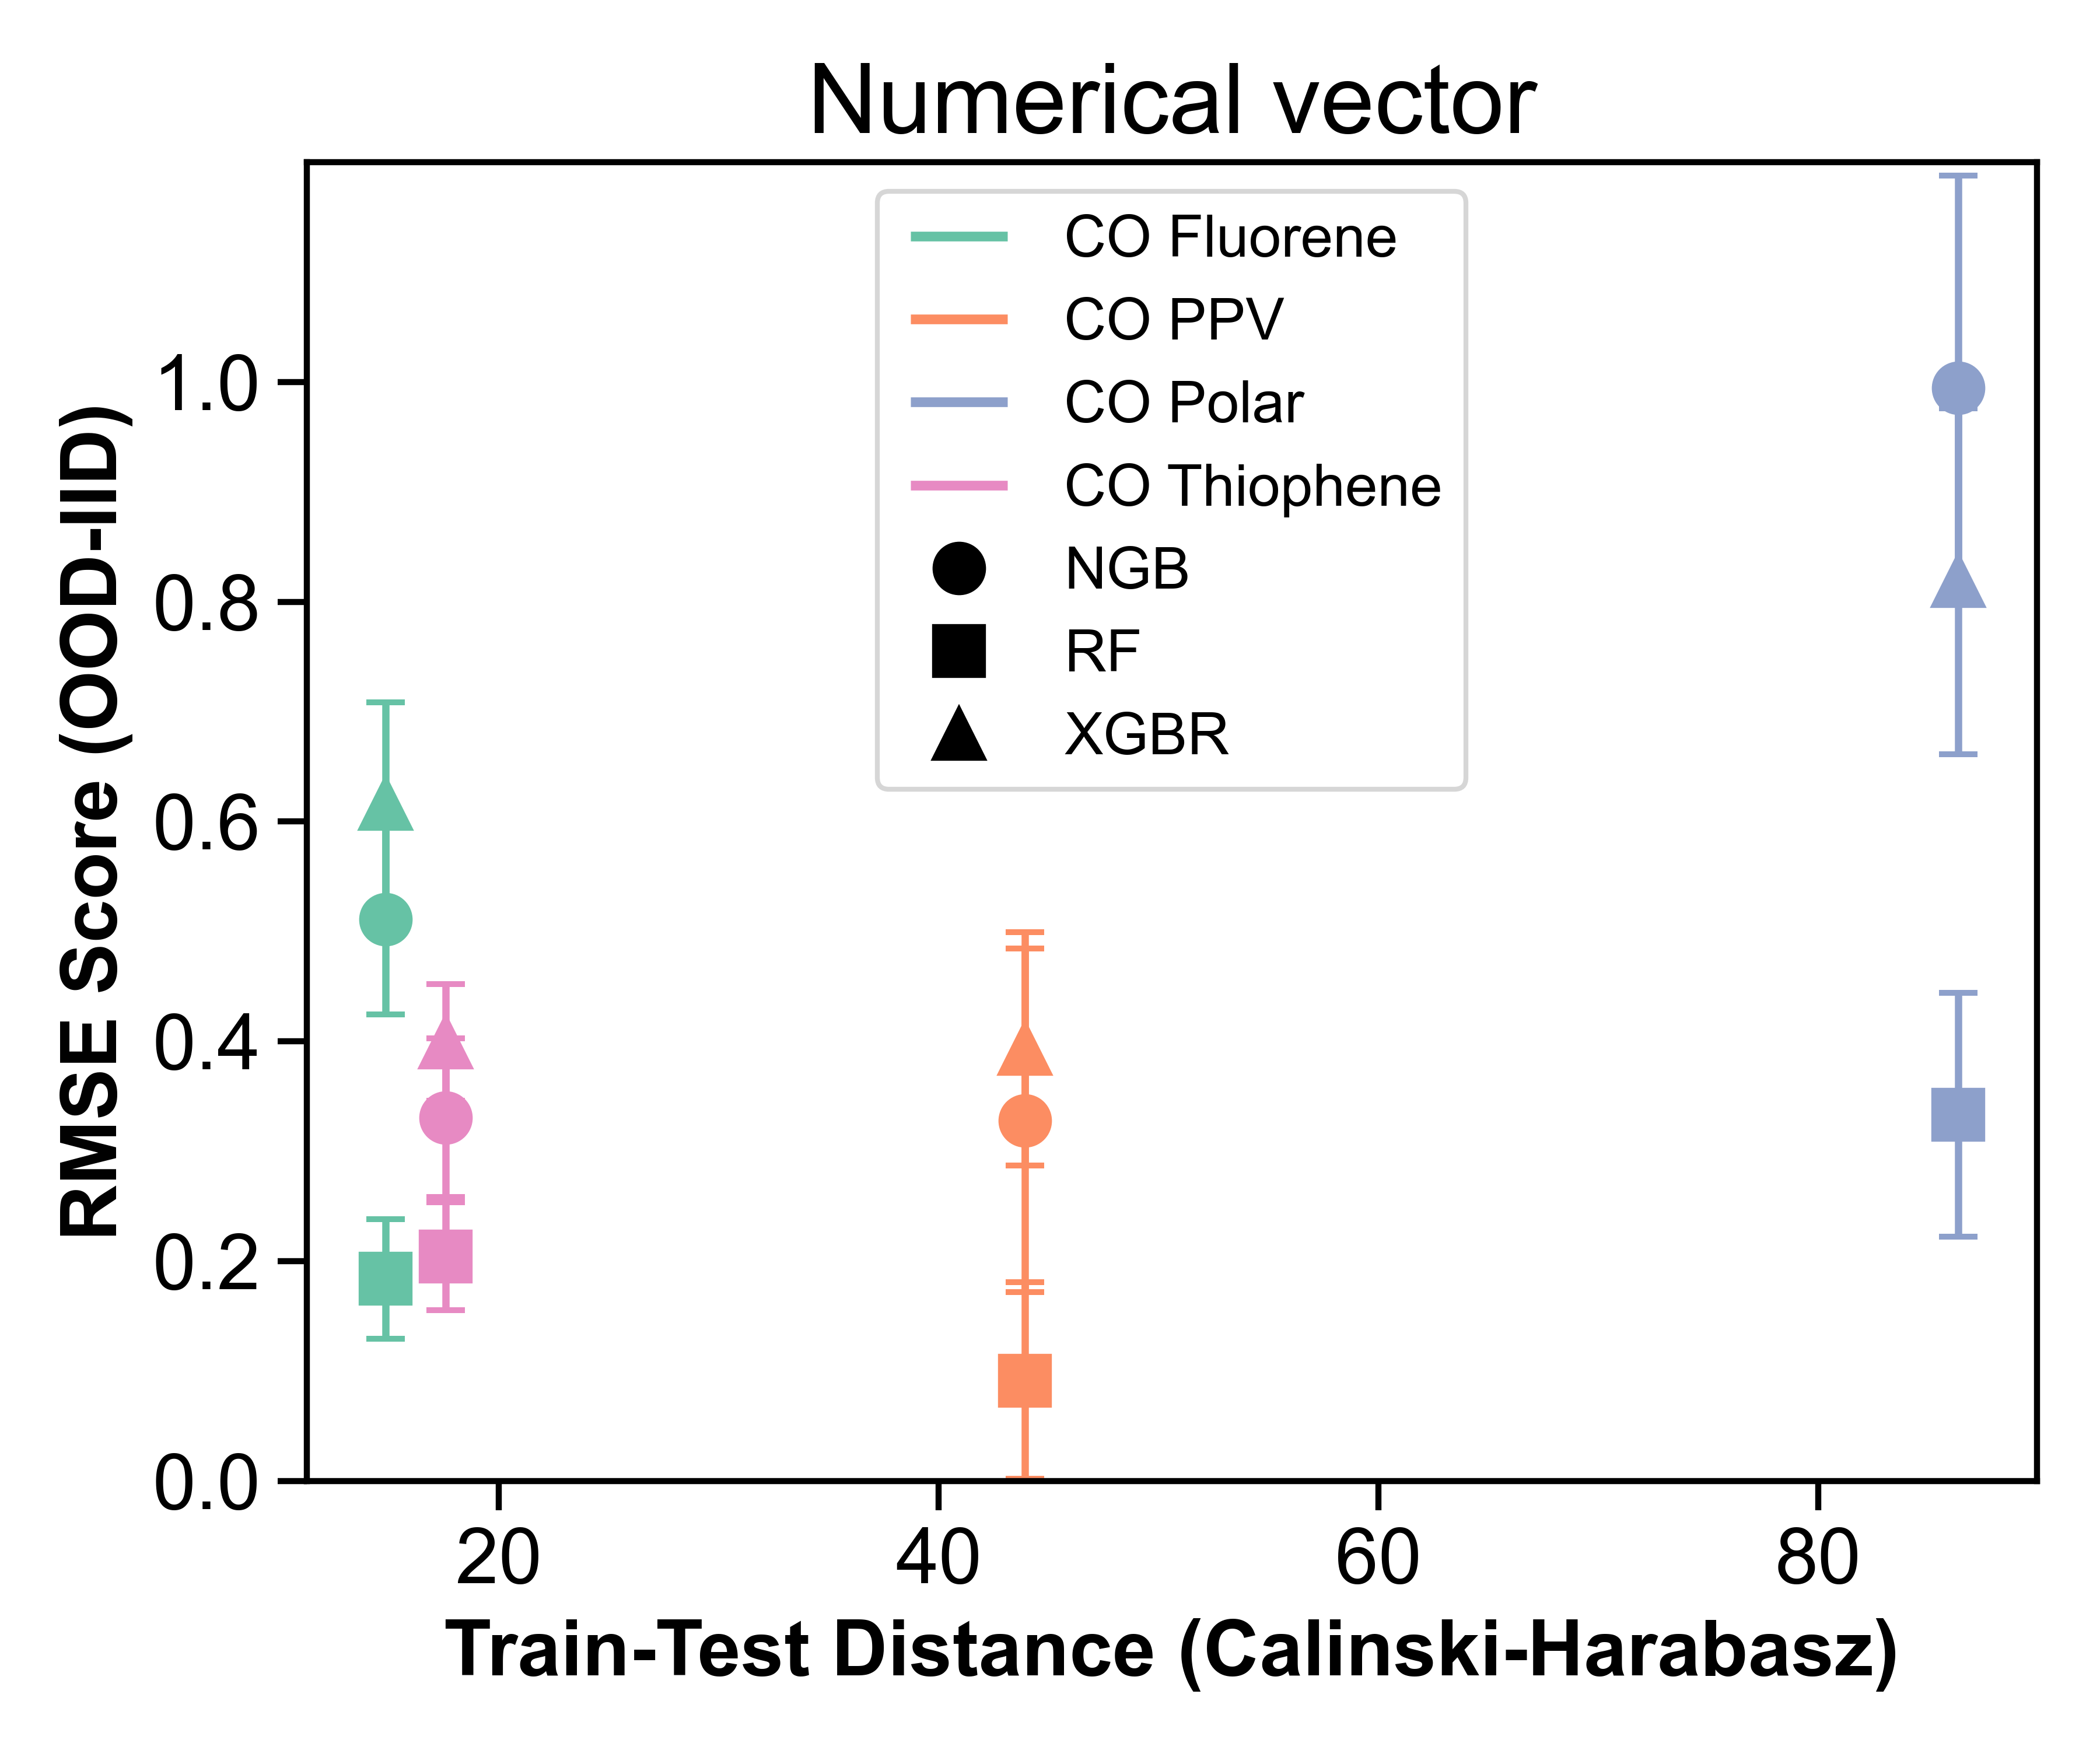 Numerical vector
CO Fluorene
CO PPV
CO Polar
CO Thiophene
NGB
RF
XGBR
RMSE Score (OOD-IID)
1.0
0.8
0.6
0.4
0.2
0.0
20 40 60 80
Train-Test Distance (Calinski-Harabasz)